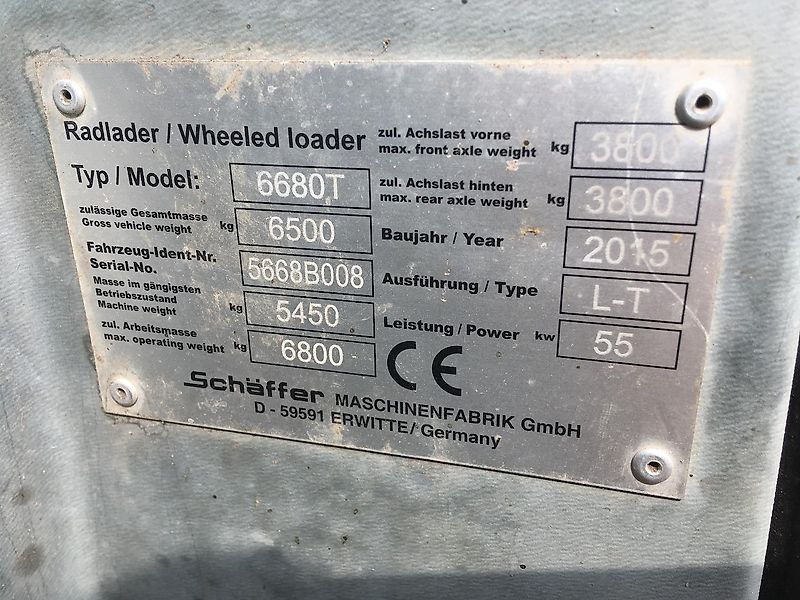 Radlader / Wheeled loader
Typ / Model: 6680T
zulässige Gesamtmasse
Gross vehicle weight kg 6500
Fahrzeug-Ident-Nr.
Serial-No. 5668B008
Masse im gängigsten
Betriebszustand
Machine weight kg 5450
zul. Arbeitsmasse
max. operating weight kg 6800
zul. Achslast vorne
max. front axle weight kg 3800
zul. Achslast hinten
max. rear axle weight kg 3800
Baujahr / Year 2015
Ausführung / Type L-T
Leistung / Power kw 55
CE
Schäffer MASCHINENFABRIK GmbH
D - 59591 ERWITTE/ Germany